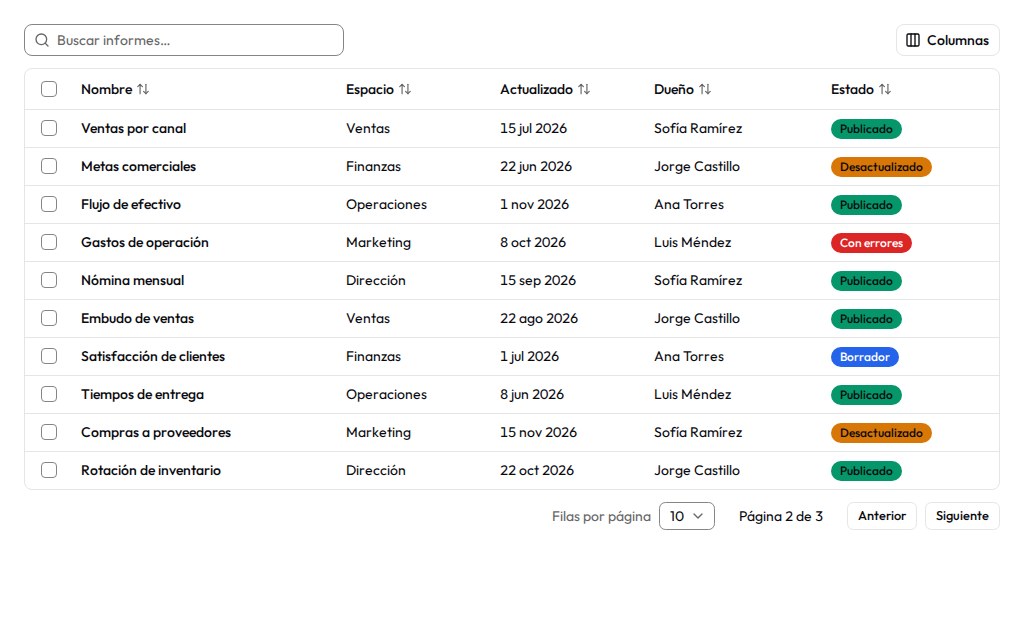 Buscar informes…
Columnas
Nombre Espacio Actualizado Dueño Estado
Ventas por canal Ventas 15 jul 2026 Sofía Ramírez Publicado
Metas comerciales Finanzas 22 jun 2026 Jorge Castillo Desactualizado
Flujo de efectivo Operaciones 1 nov 2026 Ana Torres Publicado
Gastos de operación Marketing 8 oct 2026 Luis Méndez Con errores
Nómina mensual Dirección 15 sep 2026 Sofía Ramírez Publicado
Embudo de ventas Ventas 22 ago 2026 Jorge Castillo Publicado
Satisfacción de clientes Finanzas 1 jul 2026 Ana Torres Borrador
Tiempos de entrega Operaciones 8 jun 2026 Luis Méndez Publicado
Compras a proveedores Marketing 15 nov 2026 Sofía Ramírez Desactualizado
Rotación de inventario Dirección 22 oct 2026 Jorge Castillo Publicado
Filas por página 10 Página 2 de 3 Anterior Siguiente